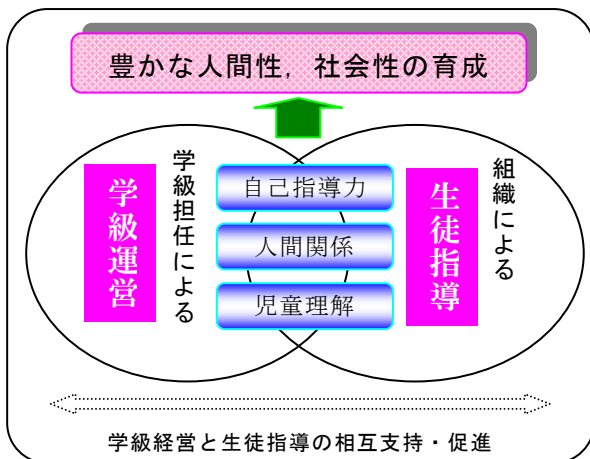 豊かな人間性，社会性の育成
学級運営
学級担任による
自己指導力
人間関係
児童理解
生徒指導
組織による
学級経営と生徒指導の相互支持・促進